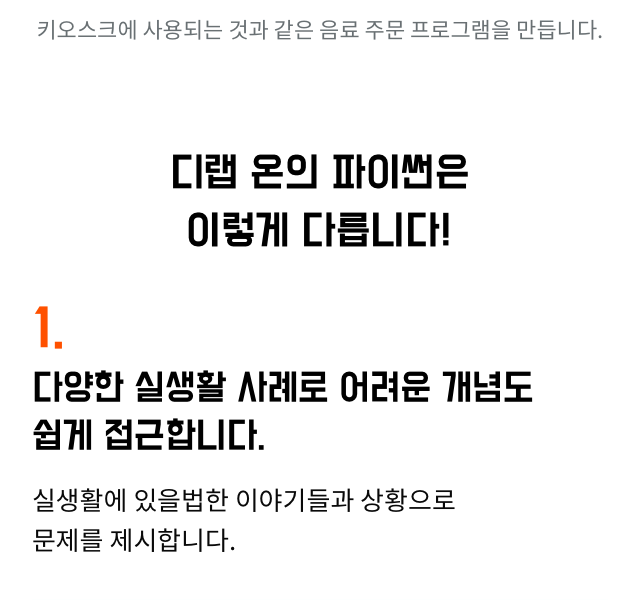 키오스크에 사용되는 것과 같은 음료 주문 프로그램을 만듭니다.
디랩 온의 파이썬은
이렇게 다릅니다!
1.
다양한 실생활 사례로 어려운 개념도
쉽게 접근합니다.
실생활에 있을법한 이야기들과 상황으로
문제를 제시합니다.